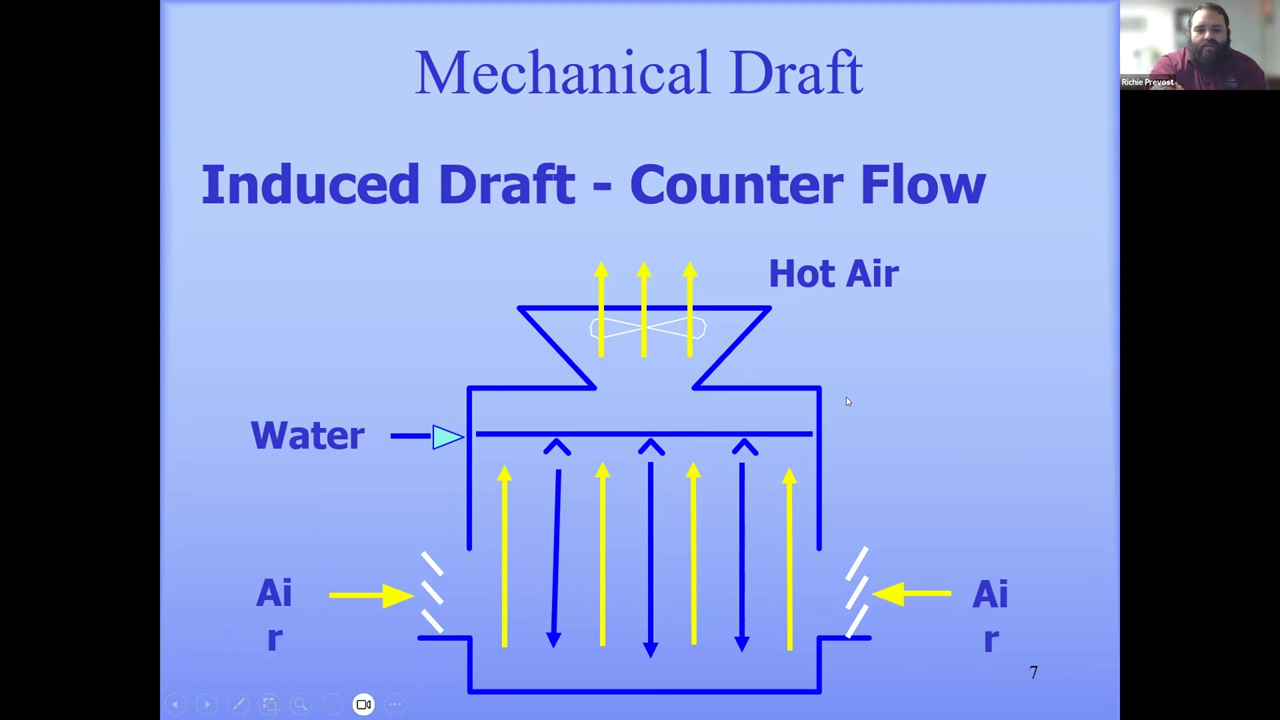 Mechanical Draft
Richie Prevost
Induced Draft - Counter Flow
Hot Air
Water
Ai
r
Ai
r
7